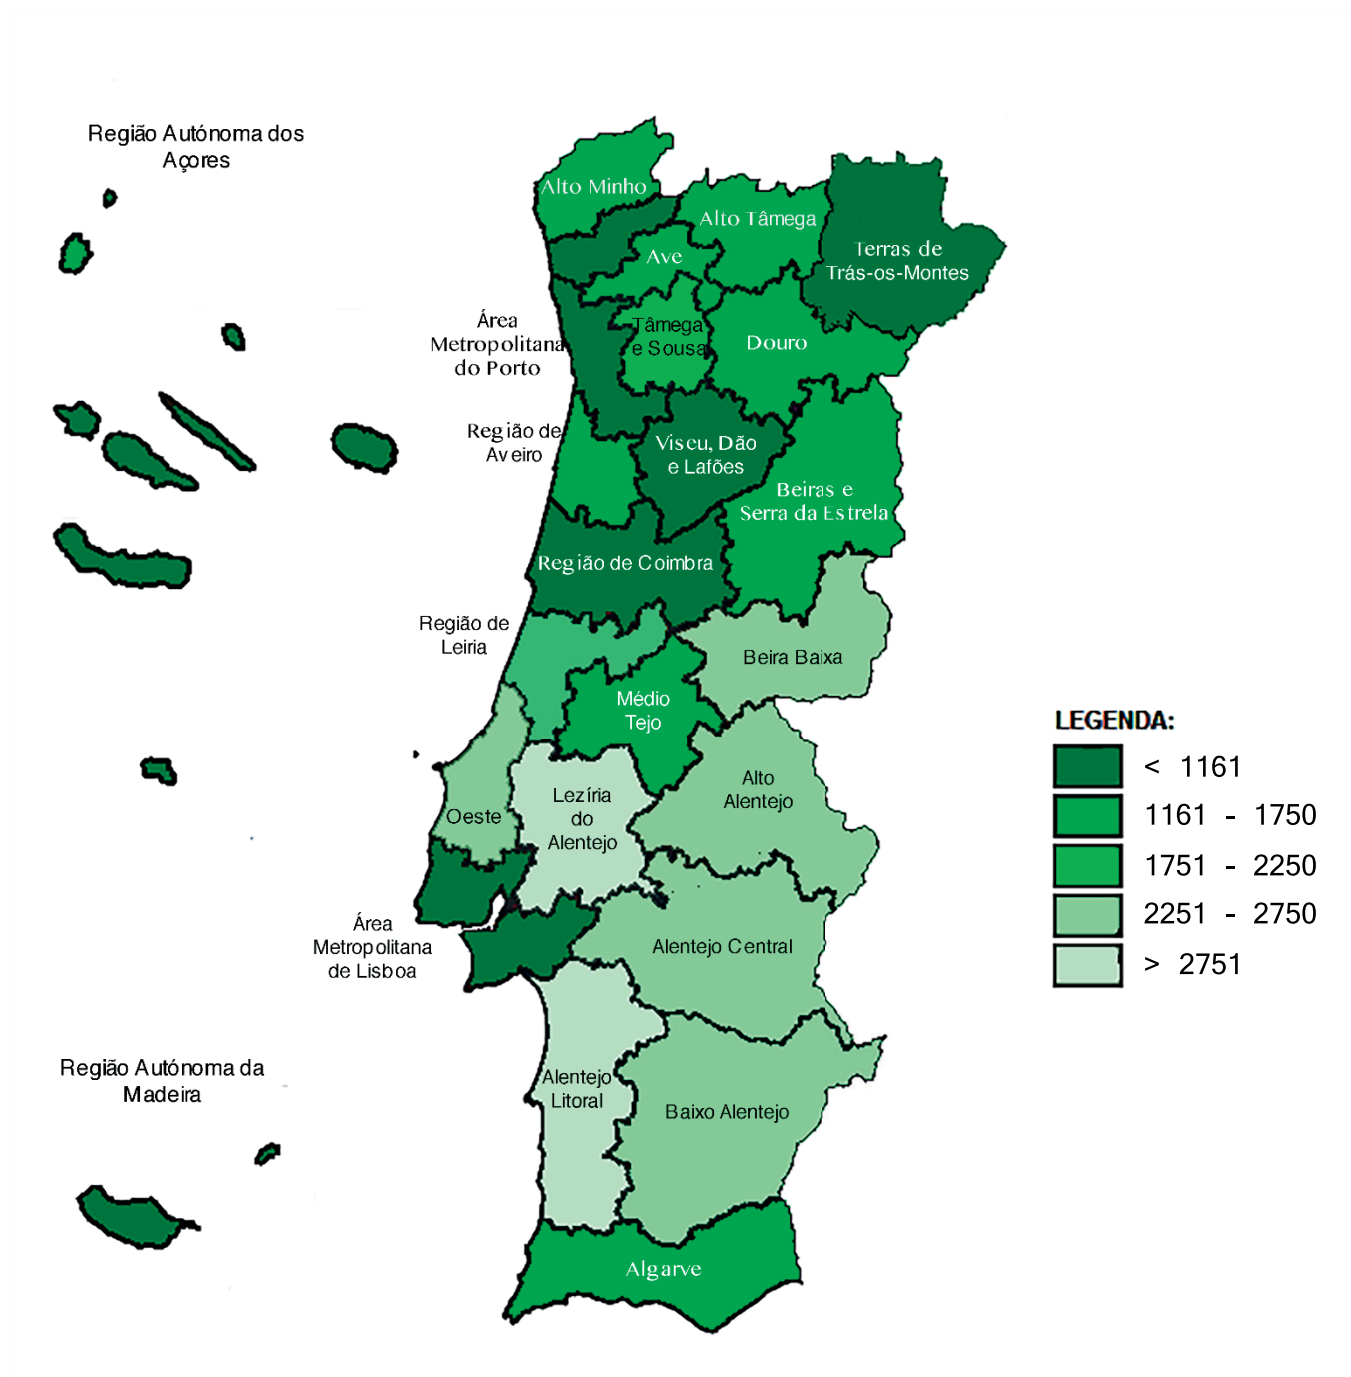 Região Autónoma dos
Açores
Alto Minho
Alto Tâmega
Ave
Terras de
Trás-os-Montes
Área
Metropolitana
do Porto
Tâmega
e Sousa
Douro
Região de
Aveiro
Viseu, Dão
e Lafões
Beiras e
Serra da Estrela
Região de Coimbra
Região de
Leiria
Beira Baixa
Médio
Tejo
LEGENDA:
< 1161
1161 - 1750
1751 - 2250
2251 - 2750
> 2751
Alto
Alentejo
Lezíria
do
Alentejo
Oeste
Área
Metropolitana
de Lisboa
Alentejo Central
Região Autónoma da
Madeira
Alentejo
Litoral
Baixo Alentejo
Algarve